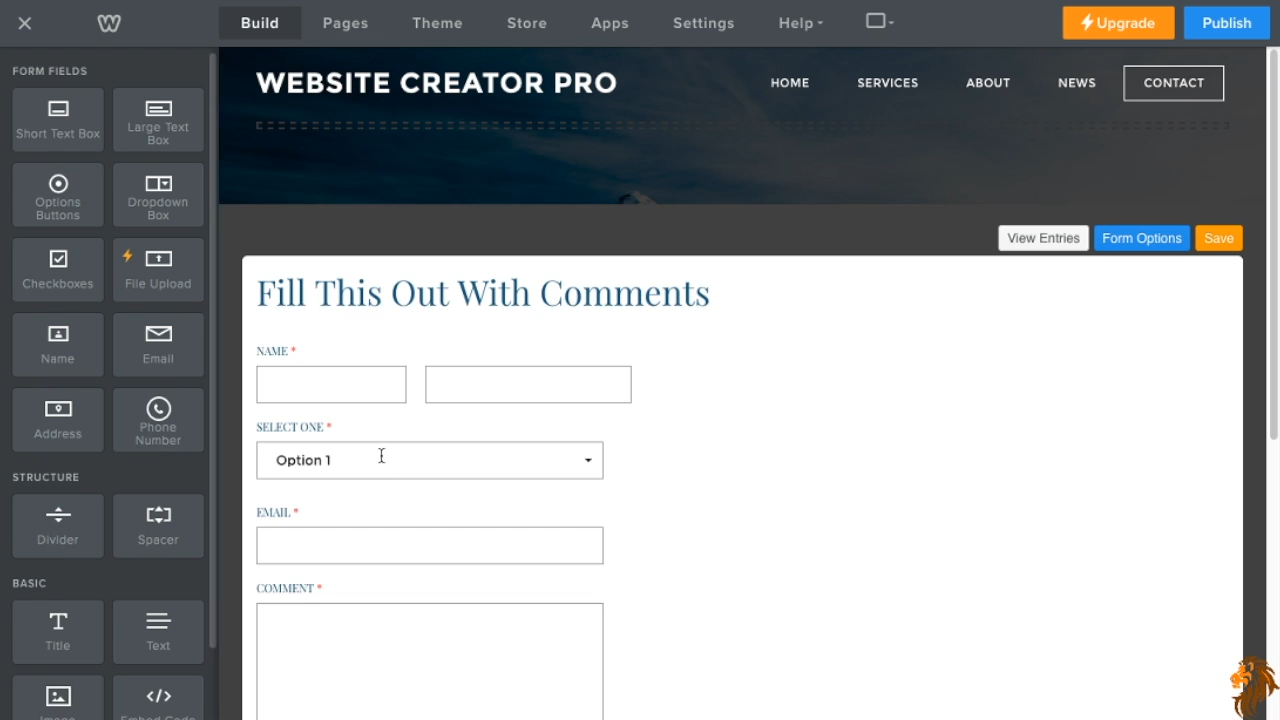 Build
Pages
Theme
Store
Apps
Settings
Help
Upgrade
Publish
FORM FIELDS
Short Text Box
Large Text
Box
Options
Buttons
Dropdown
Box
Checkboxes
File Upload
Name
Email
Address
Phone
Number
STRUCTURE
Divider
Spacer
BASIC
Title
Text
Image
Embed Code
WEBSITE CREATOR PRO
HOME
SERVICES
ABOUT
NEWS
CONTACT
View Entries
Form Options
Save
Fill This Out With Comments
NAME *
SELECT ONE *
Option 1
EMAIL *
COMMENT *